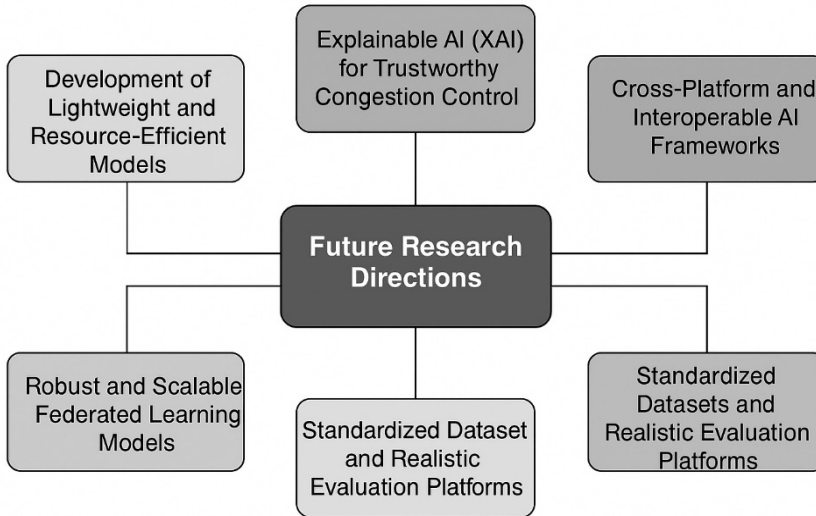 Explainable AI (XAI)
for Trustworthy
Congestion Control
Development of
Lightweight and
Resource-Efficient
Models
Cross-Platform and
Interoperable AI
Frameworks
Future Research
Directions
Robust and Scalable
Federated Learning
Models
Standardized Dataset
and Realistic
Evaluation Platforms
Standardized
Datasets and
Realistic Evaluation
Platforms